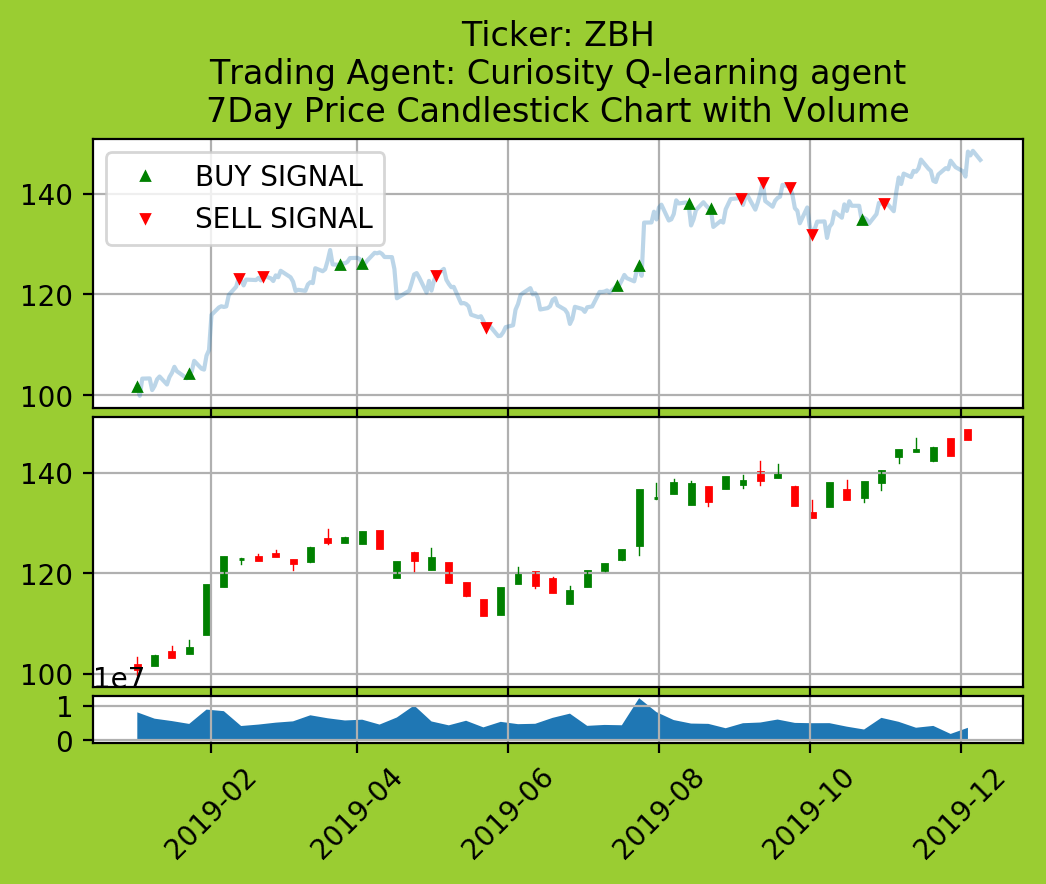 Ticker: ZBH
Trading Agent: Curiosity Q-learning agent
7Day Price Candlestick Chart with Volume
BUY SIGNAL
SELL SIGNAL
140
120
100
140
120
100
1e7
1
0
2019-02
2019-04
2019-06
2019-08
2019-10
2019-12